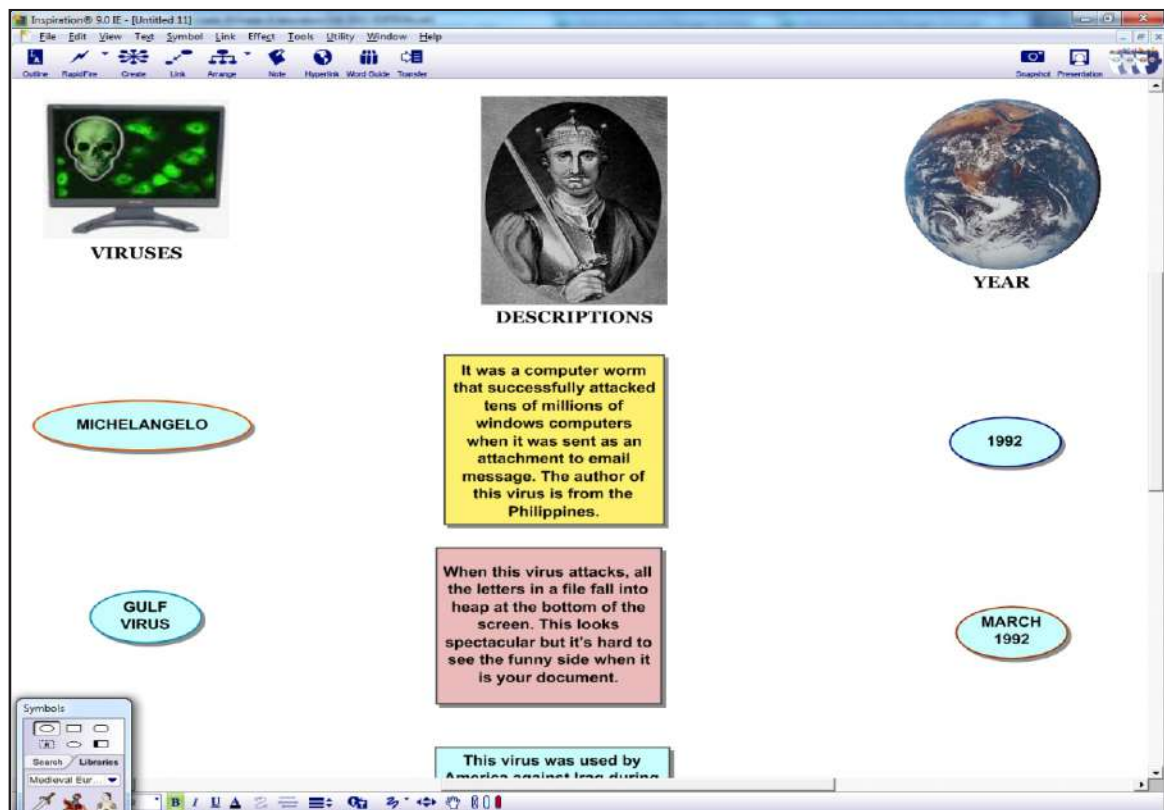 Inspiration® 9.0 IE - [Untitled 11]
File Edit View Text Symbol Link Effect Tools Utility Window Help
Outline RapidFire Create Link Arrange Note Hyperlink Word Guide Transfer Snapshot Presentation
VIRUSES
DESCRIPTIONS
YEAR
MICHELANGELO
It was a computer worm
that successfully attacked
tens of millions of
windows computers
when it was sent as an
attachment to email
message. The author of
this virus is from the
Philippines.
1992
GULF
VIRUS
When this virus attacks, all
the letters in a file fall into
heap at the bottom of the
screen. This looks
spectacular but it's hard to
see the funny side when it
is your document.
MARCH
1992
This virus was used by
America against Iraq during
Symbols
Search Libraries
Medieval Eur...
B I U A